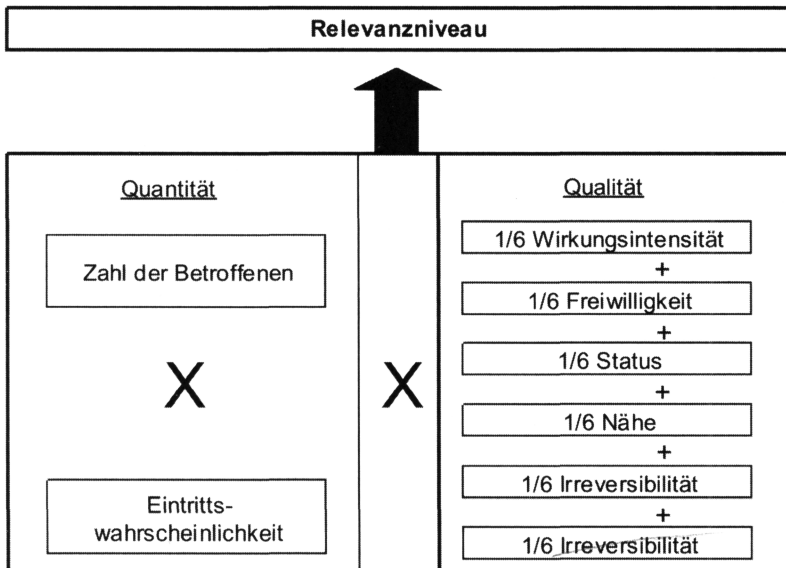 Relevanzniveau
Quantität
Zahl der Betroffenen
X
Eintritts-
wahrscheinlichkeit
X
Qualität
1/6 Wirkungsintensität
+
1/6 Freiwilligkeit
+
1/6 Status
+
1/6 Nähe
+
1/6 Irreversibilität
+
1/6 Irreversibilität